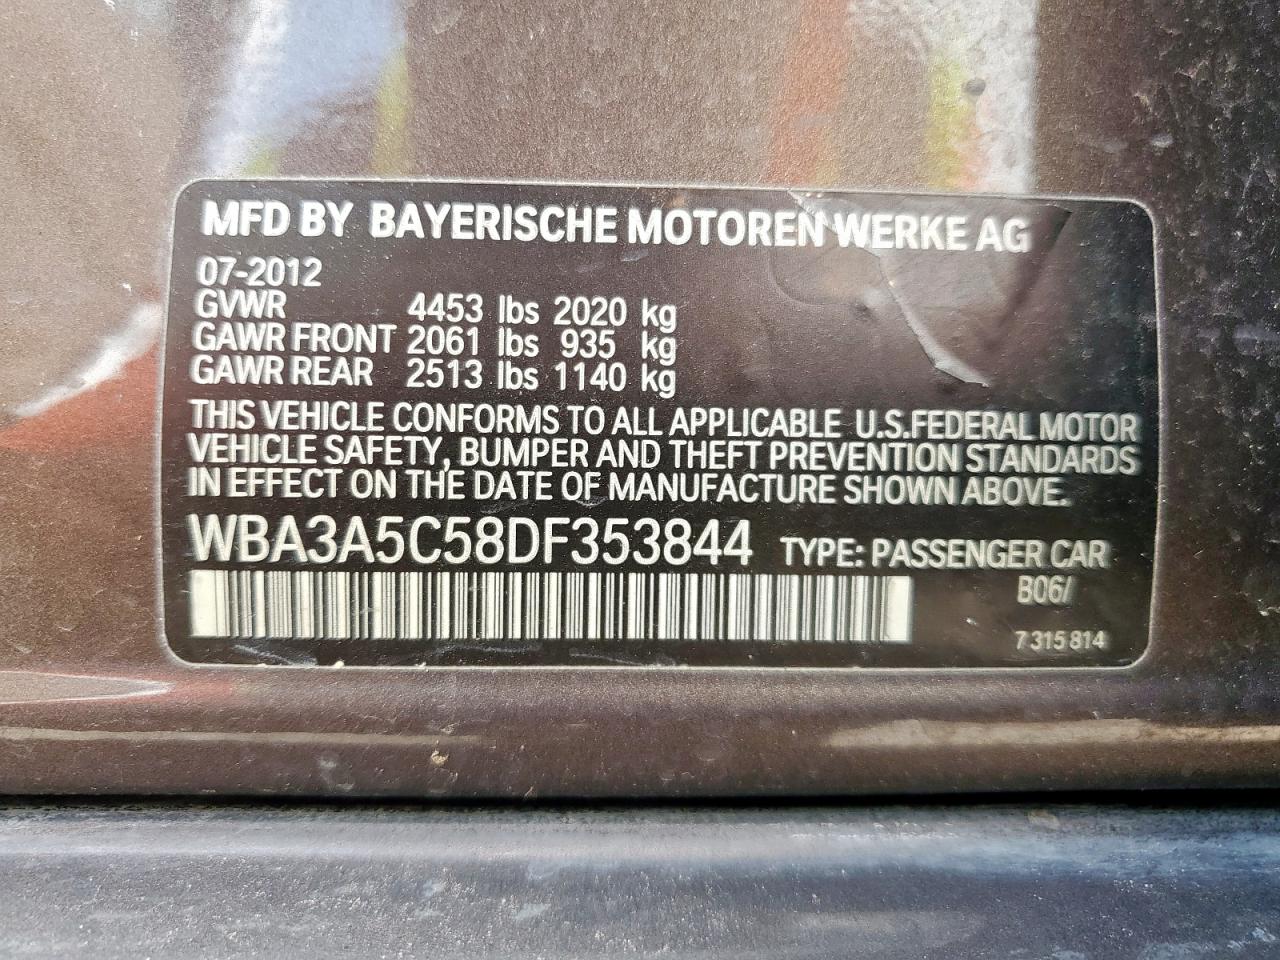 MFD BY BAYERISCHE MOTOREN WERKE AG
07-2012
GVWR 4453 lbs 2020 kg
GAWR FRONT 2061 lbs 935 kg
GAWR REAR 2513 lbs 1140 kg
THIS VEHICLE CONFORMS TO ALL APPLICABLE U.S.FEDERAL MOTOR
VEHICLE SAFETY, BUMPER AND THEFT PREVENTION STANDARDS
IN EFFECT ON THE DATE OF MANUFACTURE SHOWN ABOVE.
WBA3A5C58DF353844 TYPE: PASSENGER CAR
B06/
7 315 814